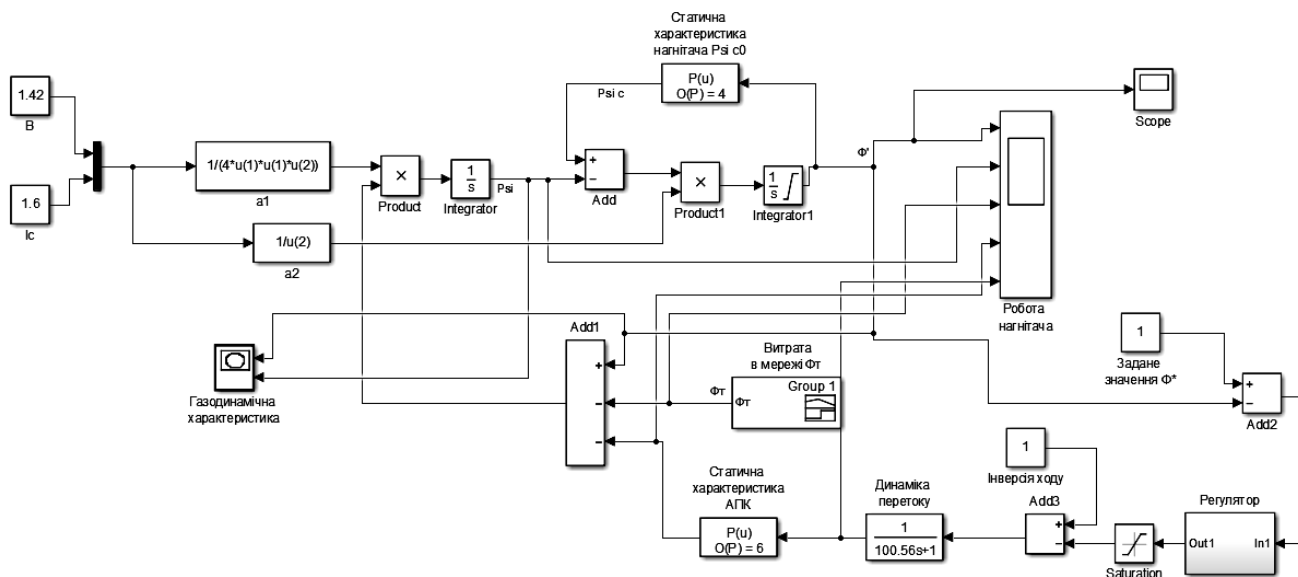 Статична
характеристика
нагнітача Psi c0
P(u)
O(P) = 4
Psi c
1.42
B
1.6
Ic
1/(4*u(1)*u(1)*u(2))
a1
1/u(2)
a2
×
Product
1
s
Integrator
Psi
+
−
Add
×
Product1
1
s
Integrator1
Φ'
Scope
Робота
нагнітача
Газодинамічна
характеристика
Add1
+
−
−
Витрата
в мережі Фт
Group 1
Фт
Фт
1
Задане
значення Ф*
+
−
Add2
1
Інверсія ходу
Статична
характеристика
АПК
P(u)
O(P) = 6
Динаміка
перетоку
1
100.56s+1
Add3
+
−
Saturation
Регулятор
Out1
In1